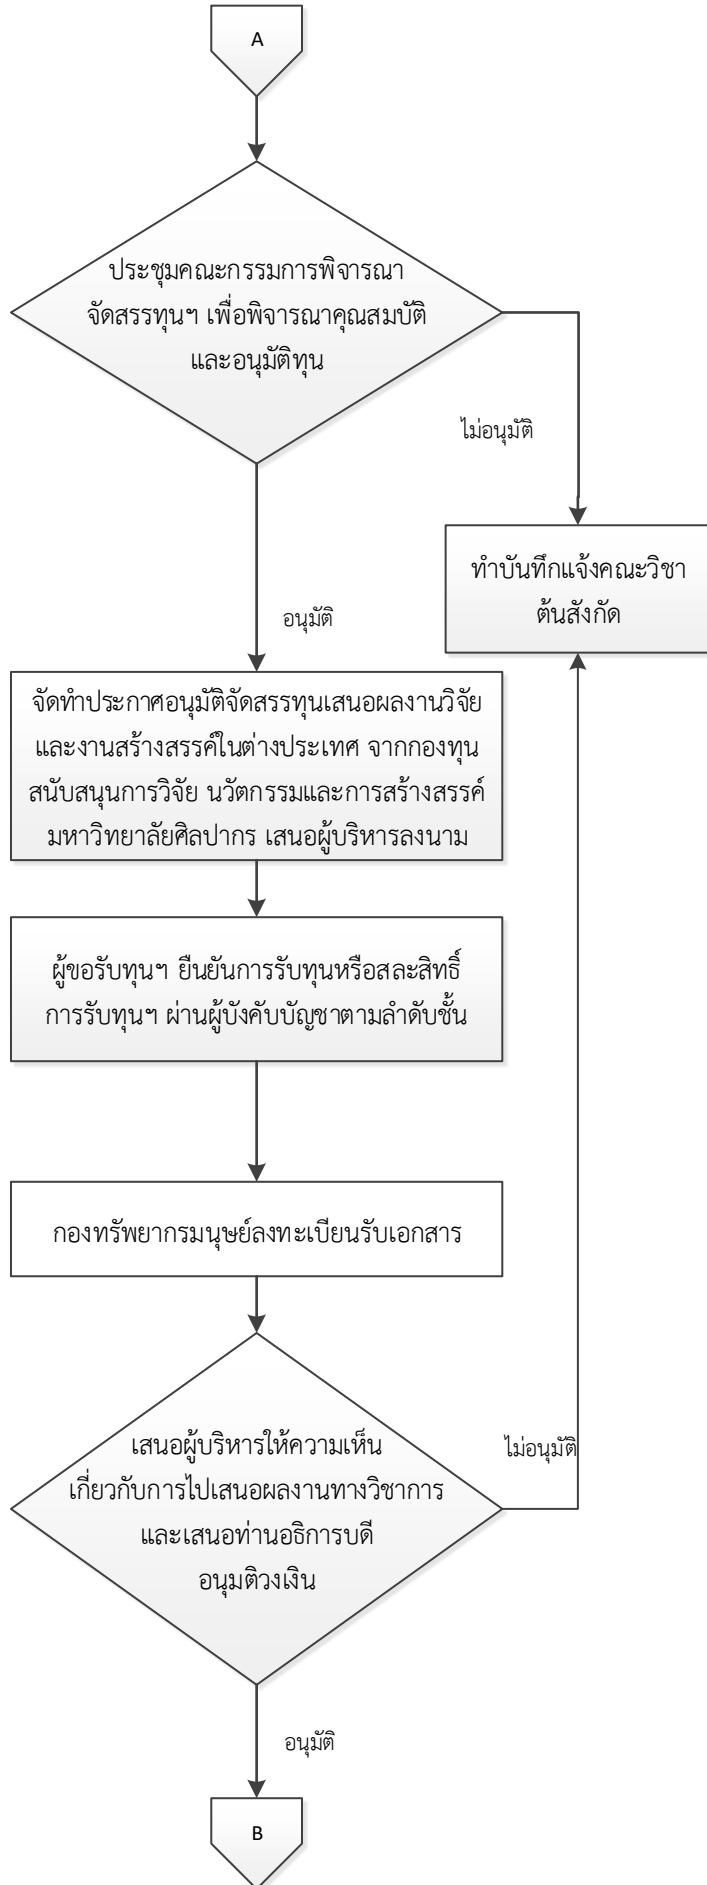 A
ประชุมคณะกรรมการพิจารณา
จัดสรรทุนฯ เพื่อพิจารณาคุณสมบัติ
และอนุมัติทุน
ไม่อนุมัติ
ทำบันทึกแจ้งคณะวิชา
ต้นสังกัด
อนุมัติ
จัดทำประกาศอนุมัติจัดสรรทุนเสนอผลงานวิจัย
และงานสร้างสรรค์ในต่างประเทศ จากกองทุน
สนับสนุนการวิจัย นวัตกรรมและการสร้างสรรค์
มหาวิทยาลัยศิลปากร เสนอผู้บริหารลงนาม
ผู้ขอรับทุนฯ ยืนยันการรับทุนหรือสละสิทธิ์
การรับทุนฯ ผ่านผู้บังคับบัญชาตามลำดับชั้น
กองทรัพยากรมนุษย์ลงทะเบียนรับเอกสาร
เสนอผู้บริหารให้ความเห็น
เกี่ยวกับการไปเสนอผลงานทางวิชาการ
และเสนอท่านอธิการบดี
อนุมติวงเงิน
ไม่อนุมัติ
อนุมัติ
B